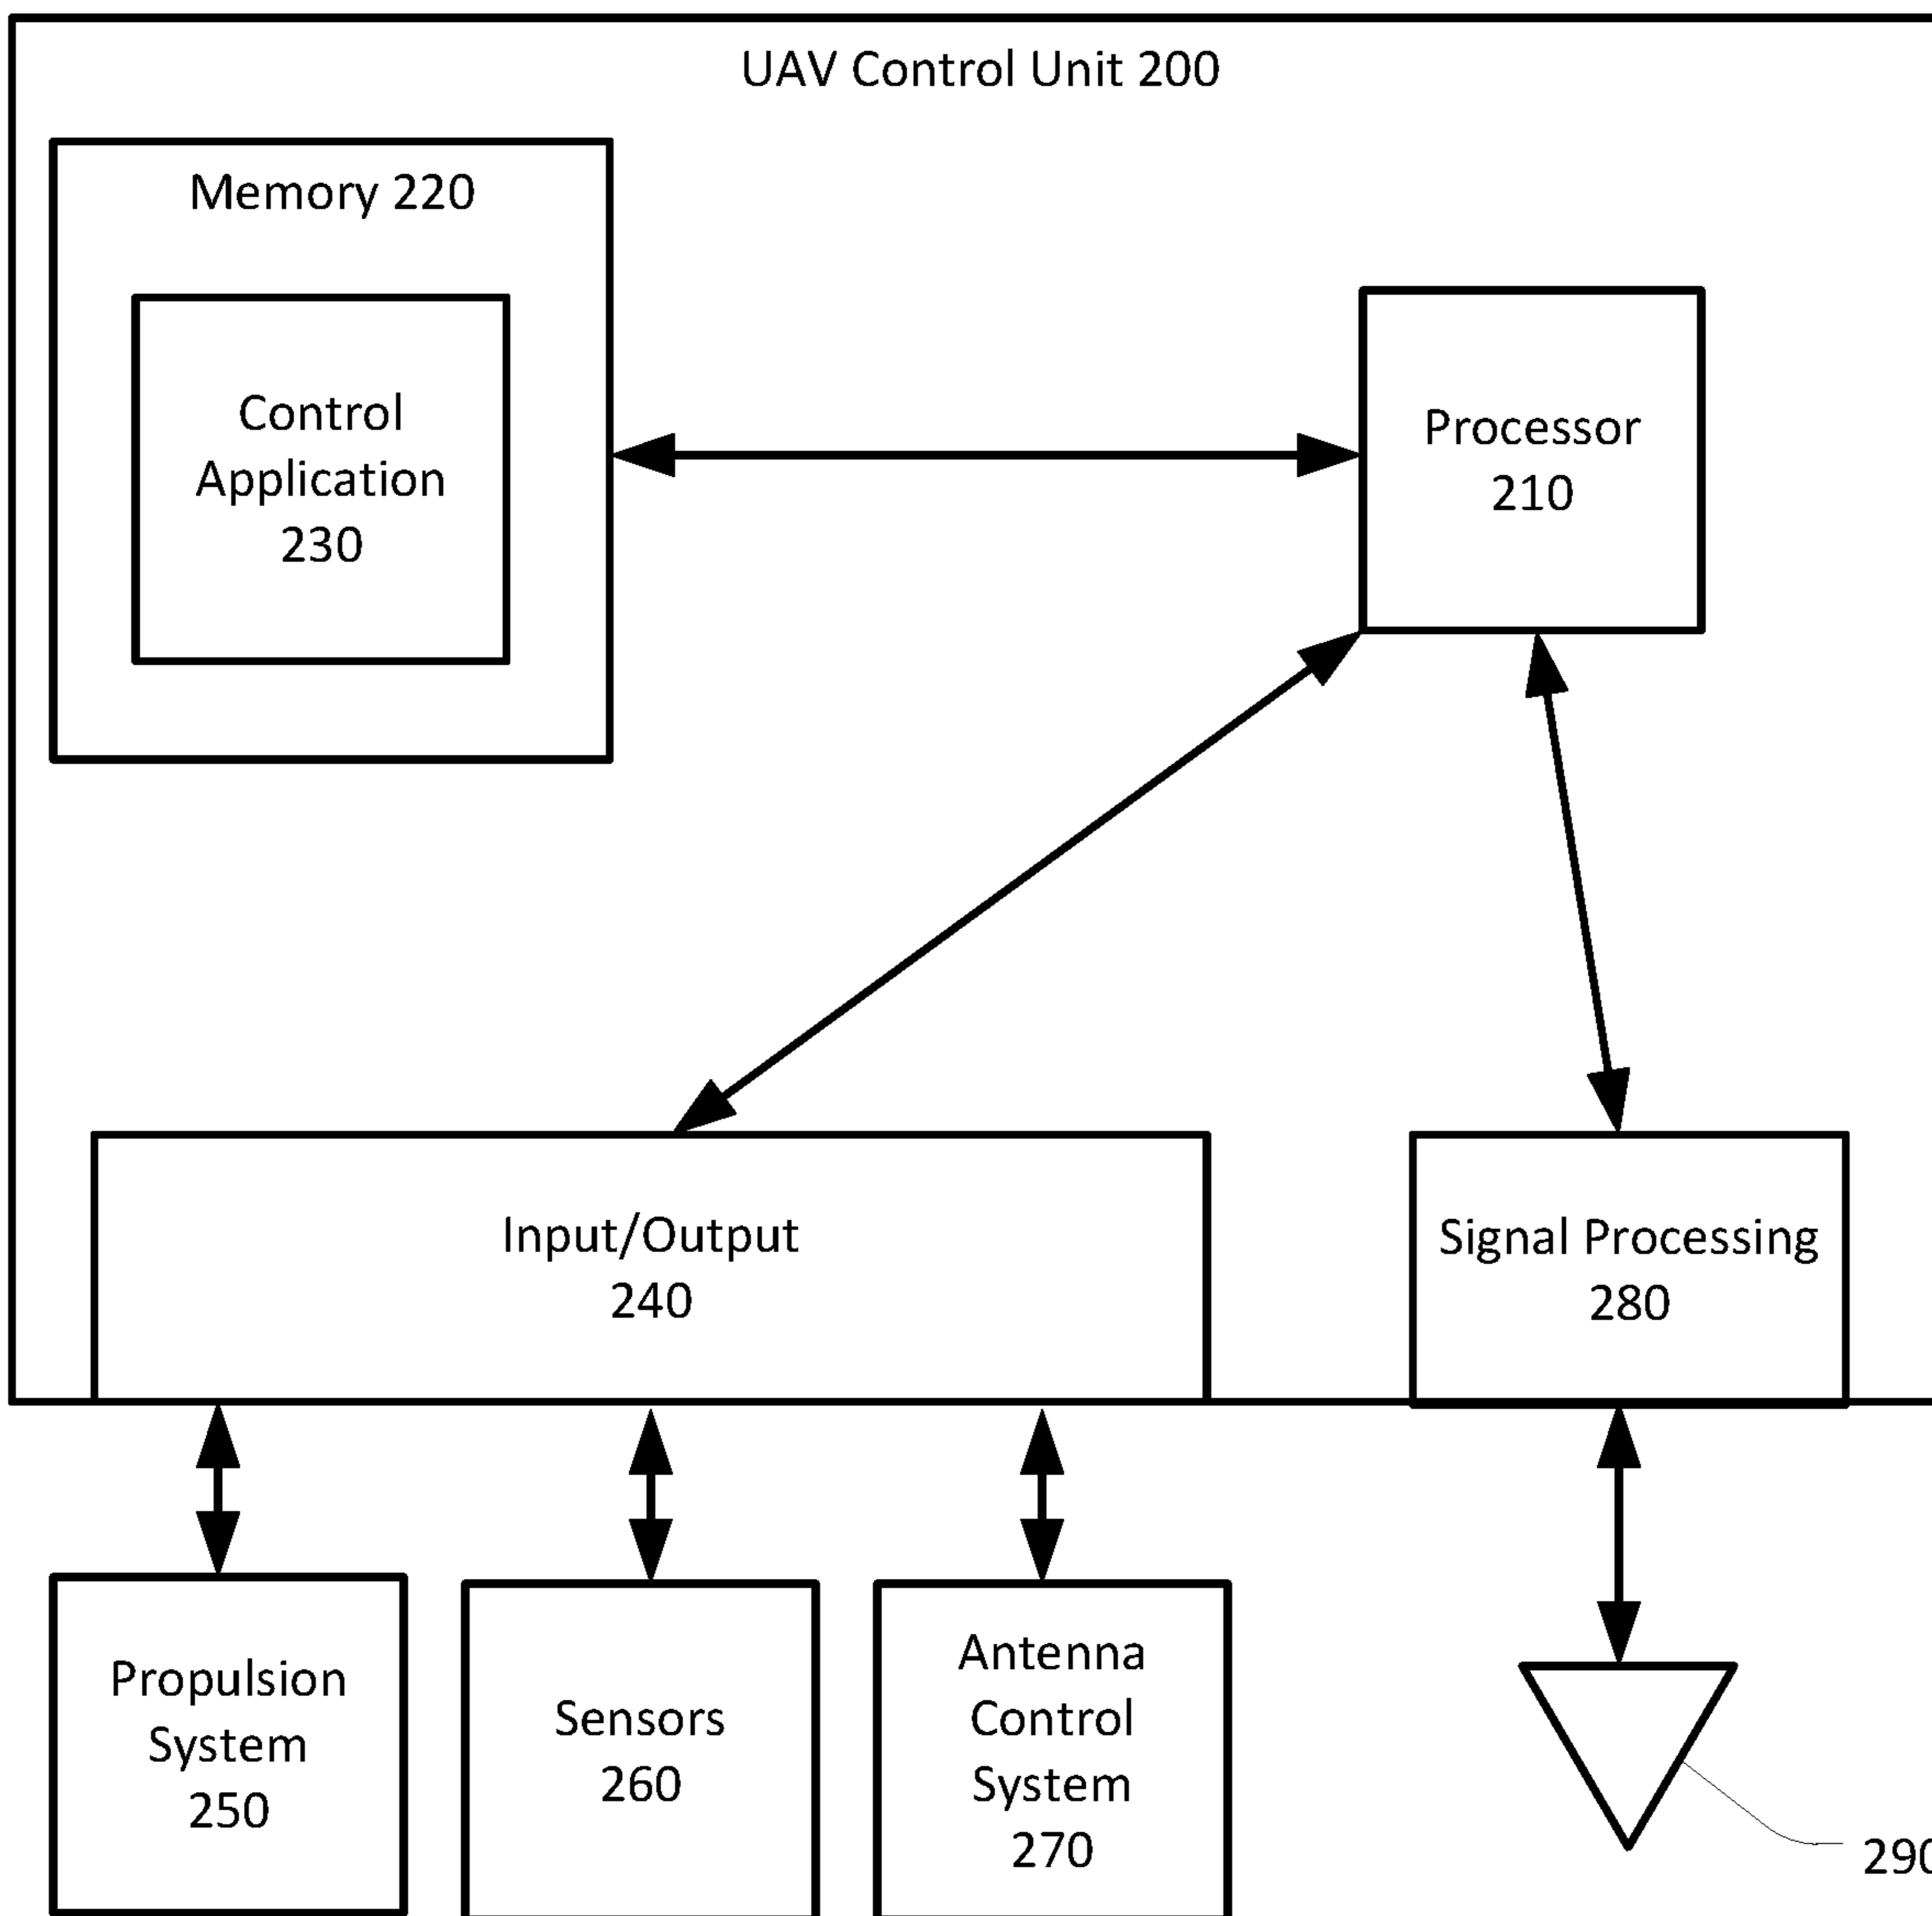 UAV Control Unit 200
Memory 220
Control
Application
230
Processor
210
Input/Output
240
Signal Processing
280
Propulsion
System
250
Sensors
260
Antenna
Control
System
270
290